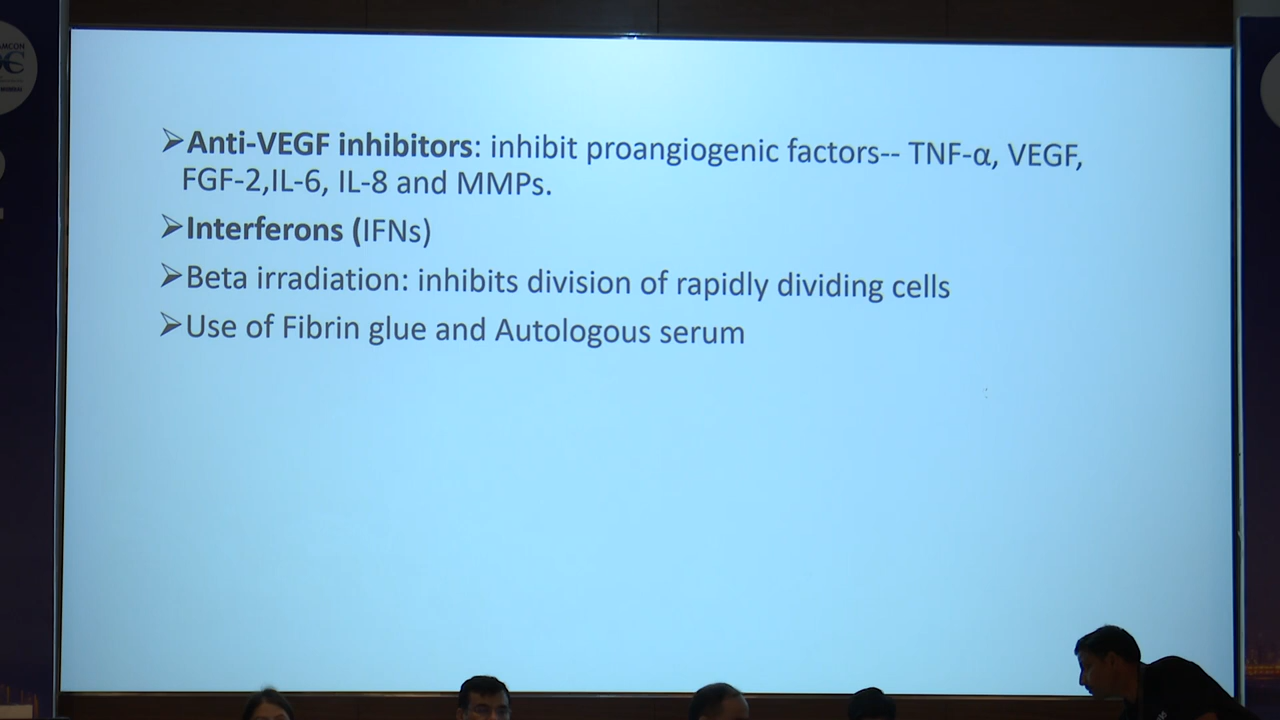 AMCON
➢Anti-VEGF inhibitors: inhibit proangiogenic factors-- TNF-α, VEGF,
FGF-2,IL-6, IL-8 and MMPs.
➢Interferons (IFNs)
➢Beta irradiation: inhibits division of rapidly dividing cells
➢Use of Fibrin glue and Autologous serum